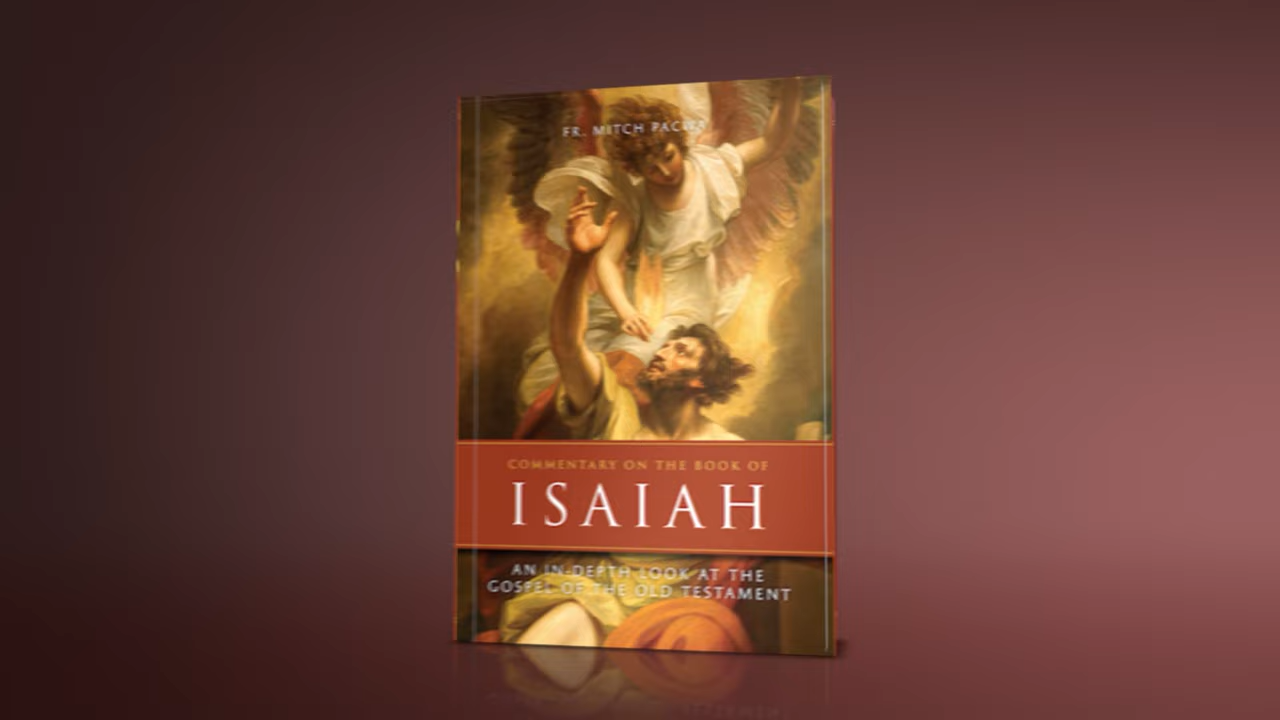 FR. MITCH PACWA
COMMENTARY ON THE BOOK OF
ISAIAH
AN IN-DEPTH LOOK AT THE
GOSPEL OF THE OLD TESTAMENT